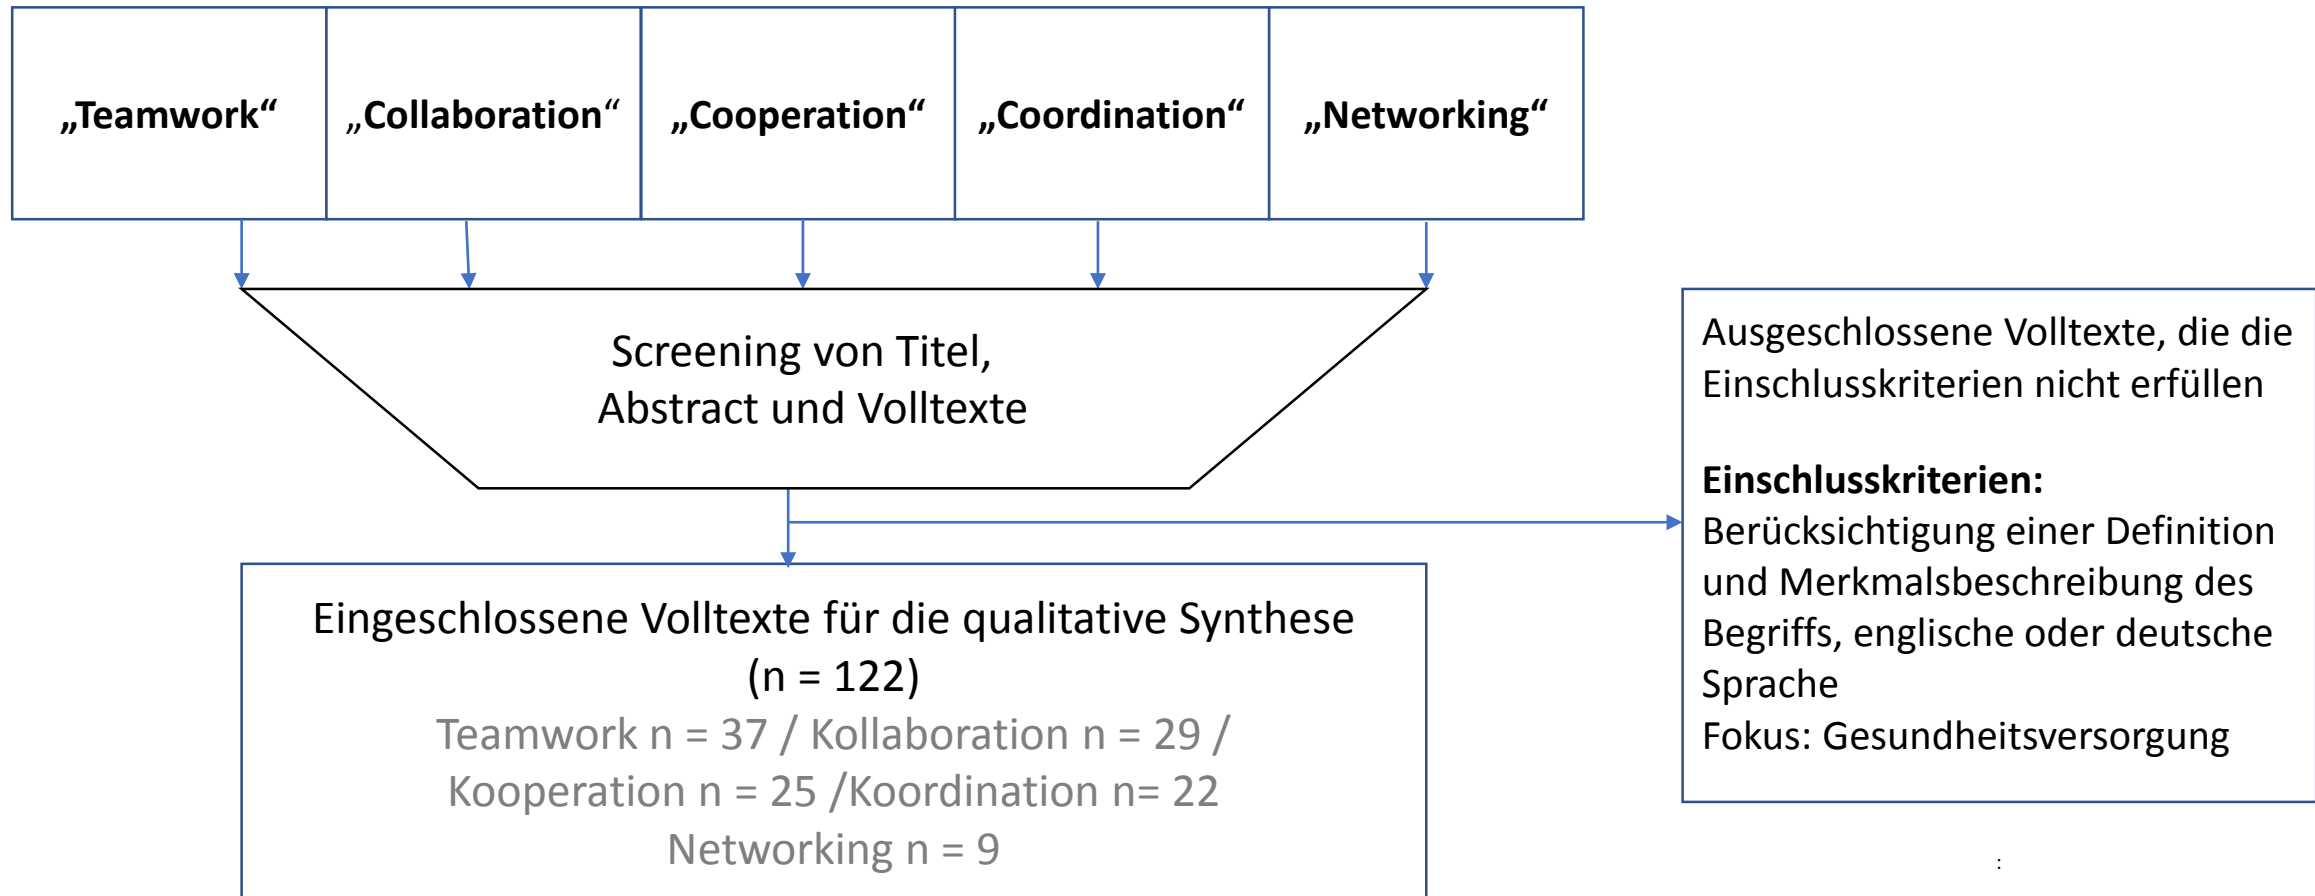 „Teamwork“
„Collaboration“
„Cooperation“
„Coordination“
„Networking“
Screening von Titel,
Abstract und Volltexte
Ausgeschlossene Volltexte, die die
Einschlusskriterien nicht erfüllen
Einschlusskriterien:
Berücksichtigung einer Definition
und Merkmalsbeschreibung des
Begriffs, englische oder deutsche
Sprache
Fokus: Gesundheitsversorgung
Eingeschlossene Volltexte für die qualitative Synthese
(n = 122)
Teamwork n = 37 / Kollaboration n = 29 /
Kooperation n = 25 /Koordination n= 22
Networking n = 9
: